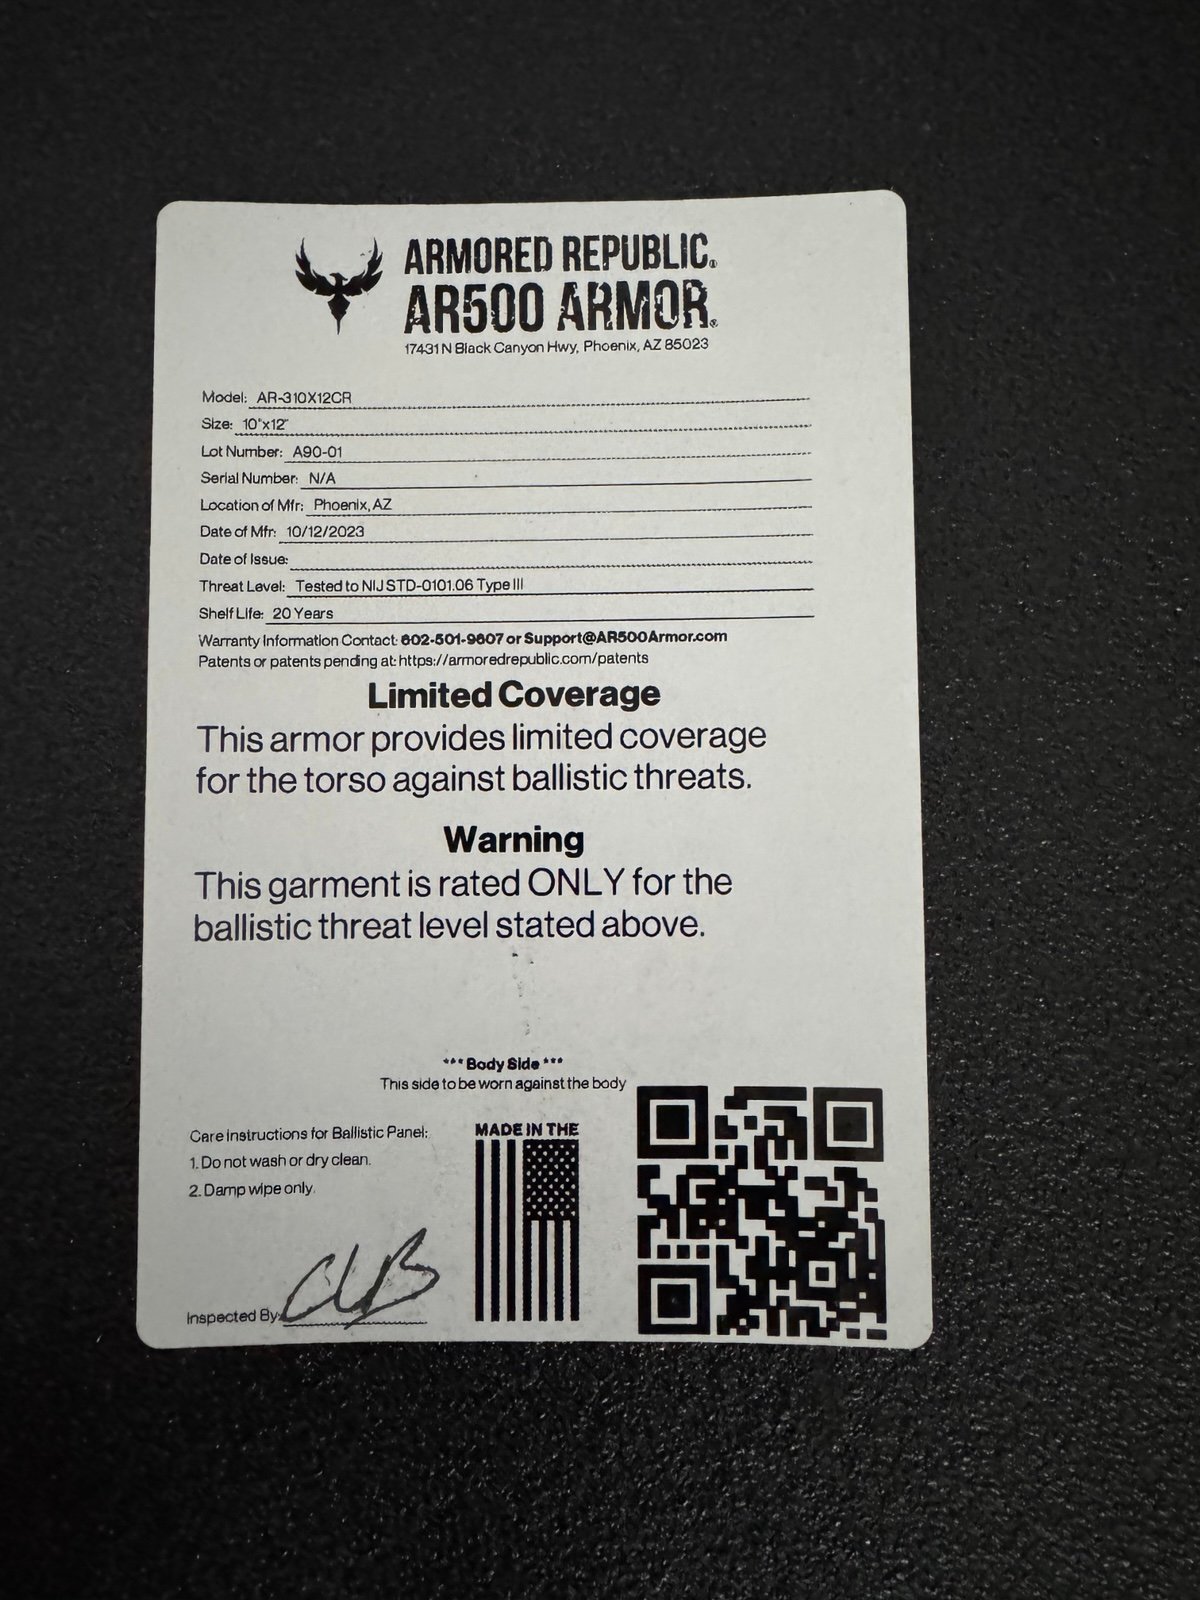 ARMORED REPUBLIC®
AR500 ARMOR®
17431 N Black Canyon Hwy, Phoenix, AZ 85023
Model: AR-310X12CR
Size: 10"x12"
Lot Number: A90-01
Serial Number: N/A
Location of Mfr: Phoenix, AZ
Date of Mfr: 10/12/2023
Date of Issue:
Threat Level: Tested to NIJ STD-0101.06 Type III
Shelf Life: 20 Years
Warranty Information Contact: 602-501-9607 or Support@AR500Armor.com
Patents or patents pending at: https://armoredrepublic.com/patents
Limited Coverage
This armor provides limited coverage
for the torso against ballistic threats.
Warning
This garment is rated ONLY for the
ballistic threat level stated above.
*** Body Side ***
This side to be worn against the body
Care Instructions for Ballistic Panel:
1. Do not wash or dry clean.
2. Damp wipe only.
MADE IN THE
Inspected By: